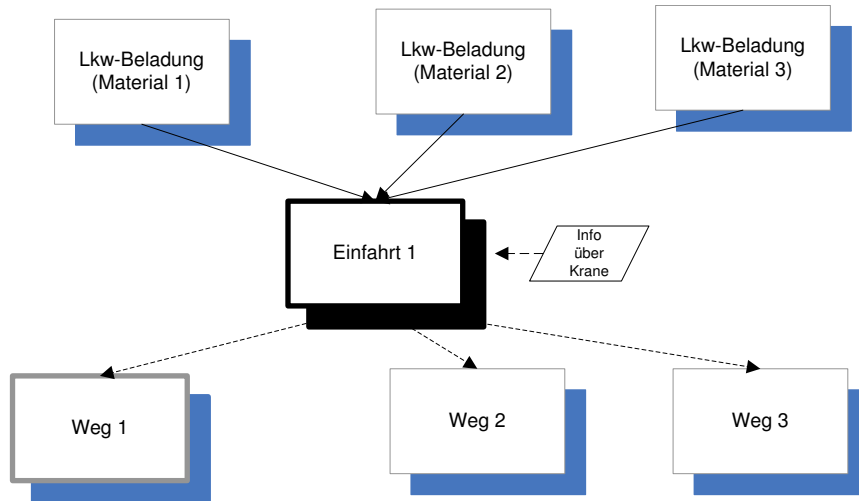 Lkw-Beladung
(Material 1)
Lkw-Beladung
(Material 2)
Lkw-Beladung
(Material 3)
Einfahrt 1
Info
über
Krane
Weg 1
Weg 2
Weg 3